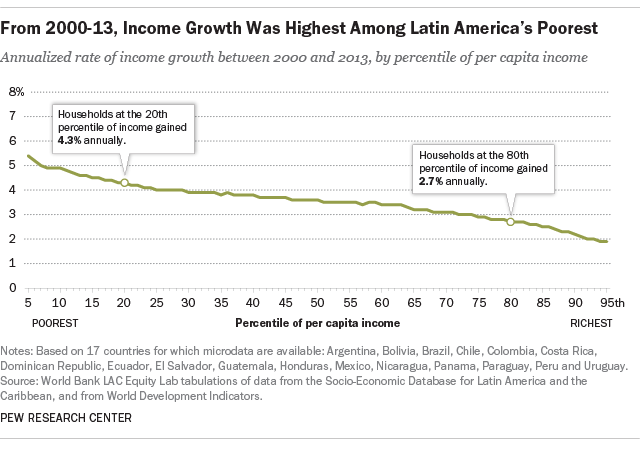 From 2000-13, Income Growth Was Highest Among Latin America's Poorest
Annualized rate of income growth between 2000 and 2013, by percentile of per capita income
8%
7
6
5
4
3
2
1
0
Households at the 20th
percentile of income gained
4.3% annually.
Households at the 80th
percentile of income gained
2.7% annually.
5 10 15 20 25 30 35 40 45 50 55 60 65 70 75 80 85 90 95th
POOREST Percentile of per capita income RICHEST
Notes: Based on 17 countries for which microdata are available: Argentina, Bolivia, Brazil, Chile, Colombia, Costa Rica,
Dominican Republic, Ecuador, El Salvador, Guatemala, Honduras, Mexico, Nicaragua, Panama, Paraguay, Peru and Uruguay.
Source: World Bank LAC Equity Lab tabulations of data from the Socio-Economic Database for Latin America and the
Caribbean, and from World Development Indicators.
PEW RESEARCH CENTER